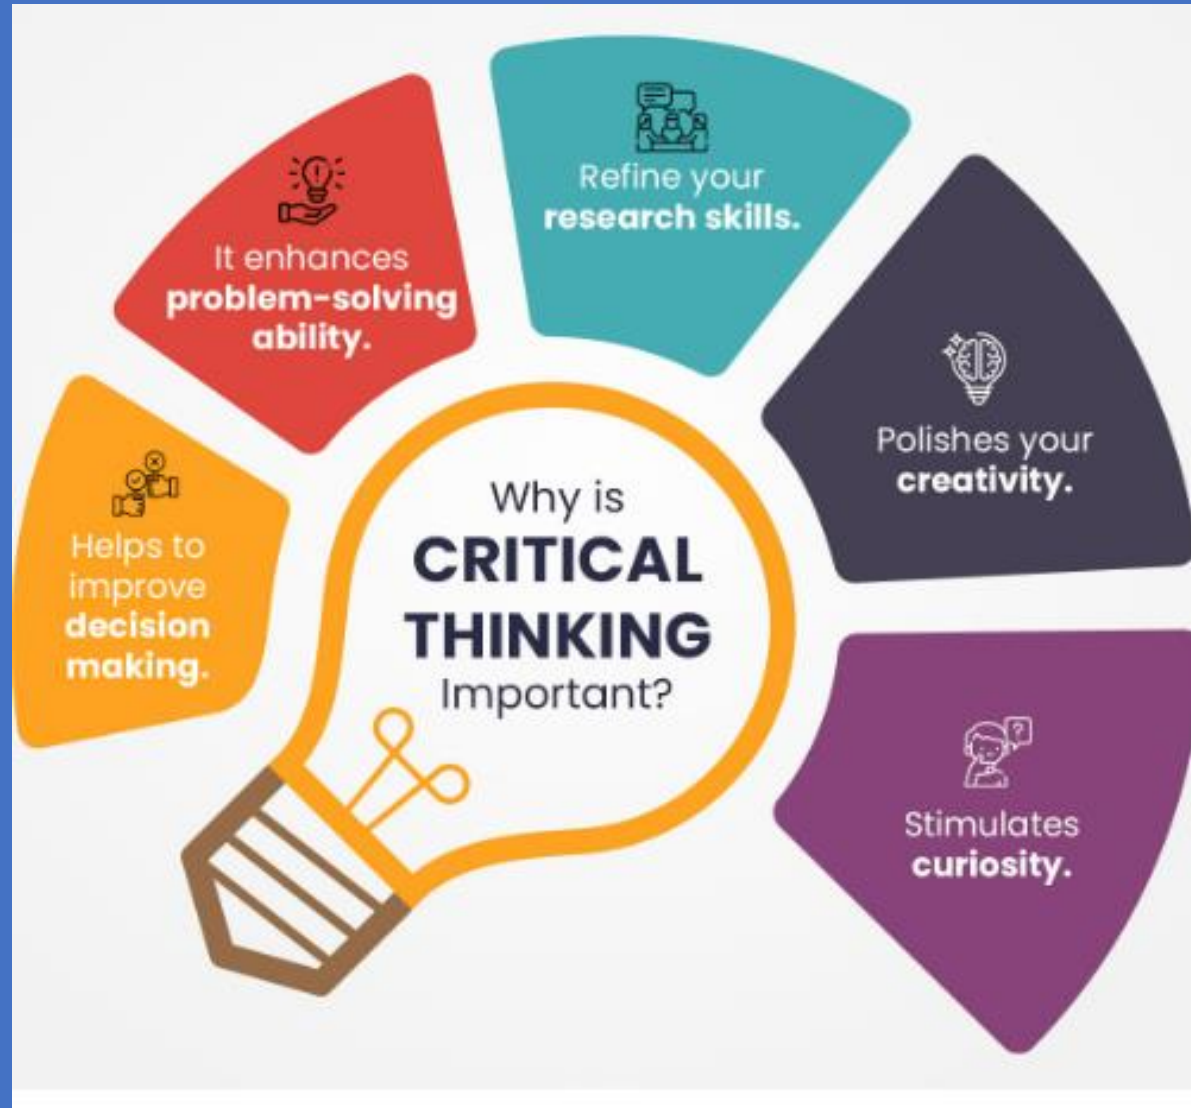 Why is
CRITICAL
THINKING
Important?
Helps to
improve
decision
making.
It enhances
problem-solving
ability.
Refine your
research skills.
Polishes your
creativity.
Stimulates
curiosity.